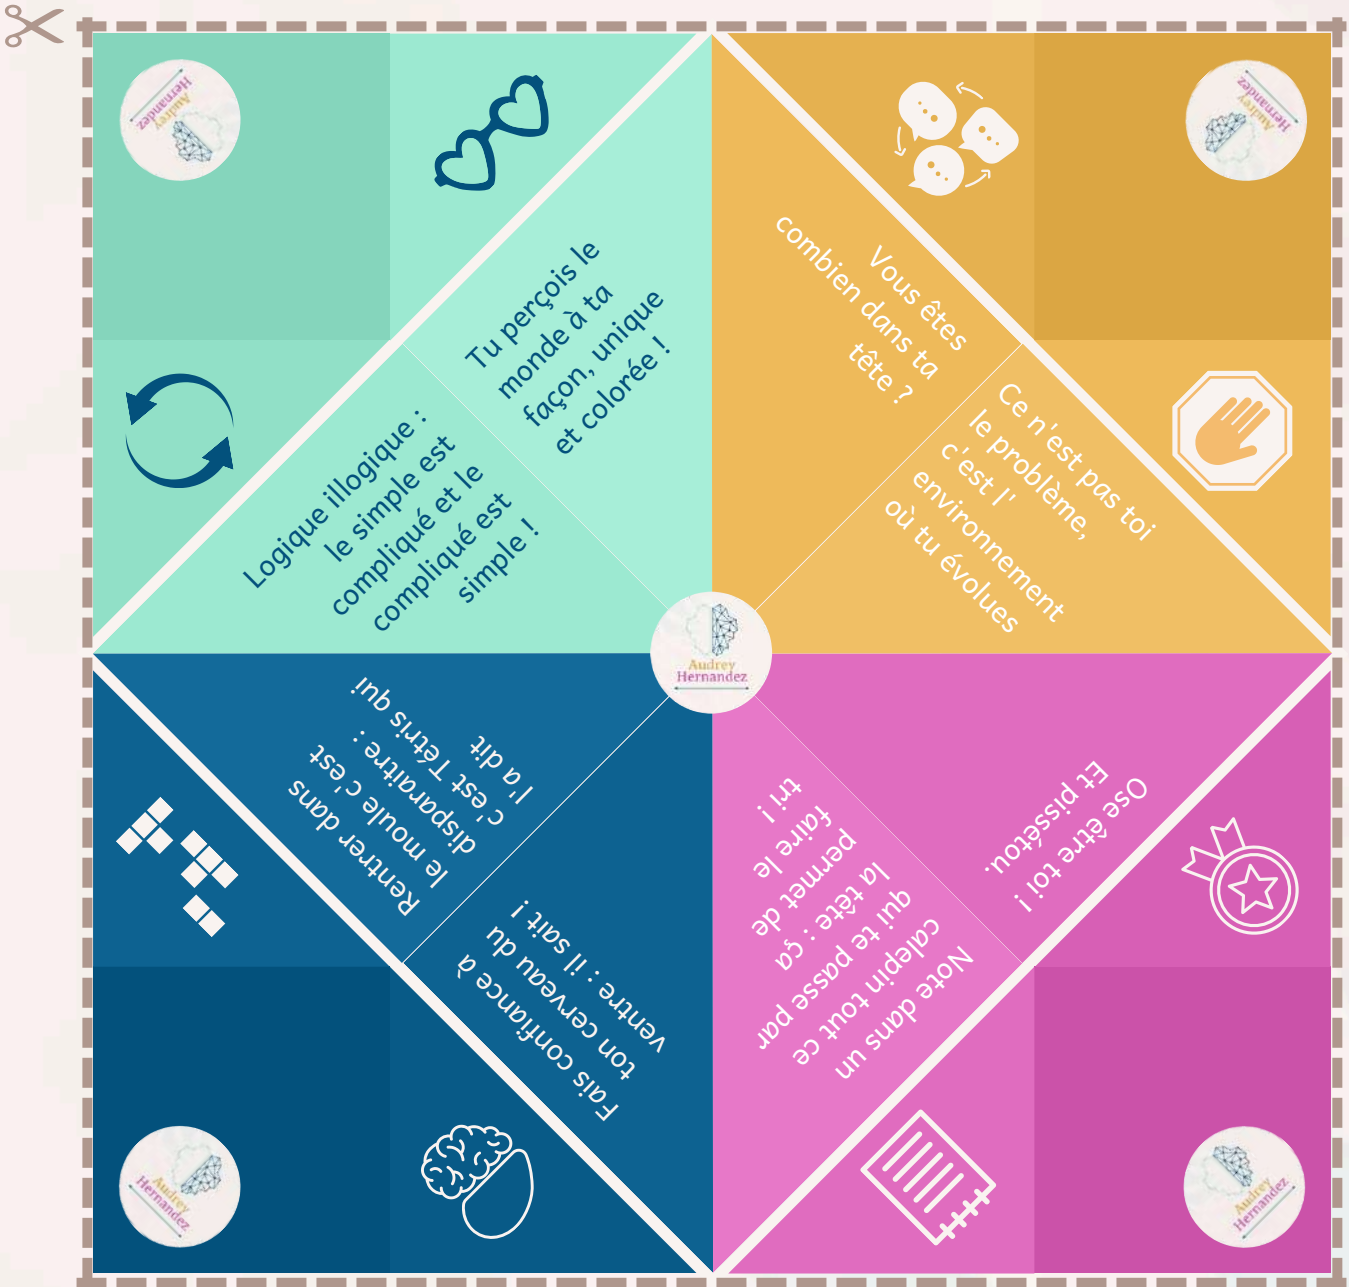 Audrey
Hernandez
Audrey
Hernandez
Tu perçois le
monde à ta
façon, unique
et colorée !
Logique illogique :
le simple est
compliqué et le
compliqué est
simple !
Vous êtes
combien dans ta
tête ?
Ce n'est pas toi
le problème,
c'est l'
environnement
où tu évolues
Audrey
Hernandez
Rentrer dans
le moule c'est
disparaitre :
c'est Tétris qui
l'a dit
Fais confiance à
ton cerveau du
ventre : il sait !
Ose être toi !
Et pissétou.
Note dans un
calepin tout ce
qui te passe par
la tête : ça
permet de
faire le
tri !
Audrey
Hernandez
Audrey
Hernandez